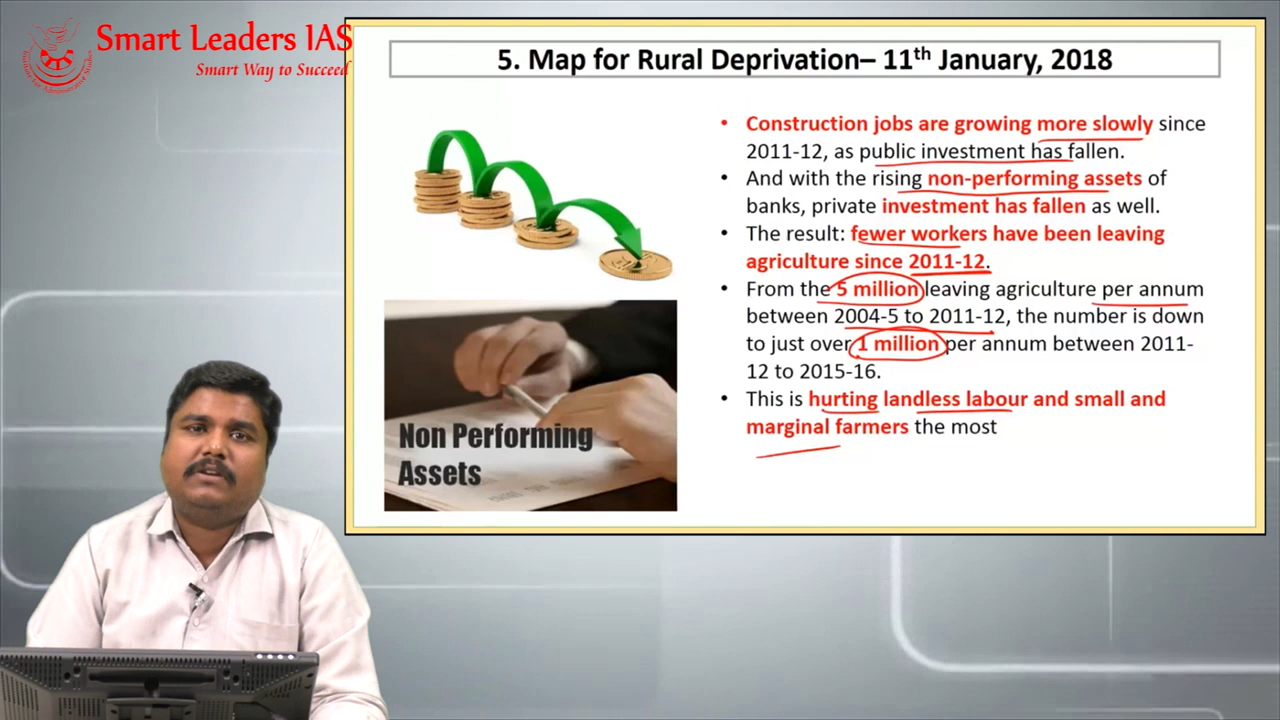 Smart Leaders IAS
Smart Way to Succeed
5. Map for Rural Deprivation– 11th January, 2018
• Construction jobs are growing more slowly since
2011-12, as public investment has fallen.
• And with the rising non-performing assets of
banks, private investment has fallen as well.
• The result: fewer workers have been leaving
agriculture since 2011-12.
• From the 5 million leaving agriculture per annum
between 2004-5 to 2011-12, the number is down
to just over 1 million per annum between 2011-
12 to 2015-16.
• This is hurting landless labour and small and
marginal farmers the most
Non Performing
Assets